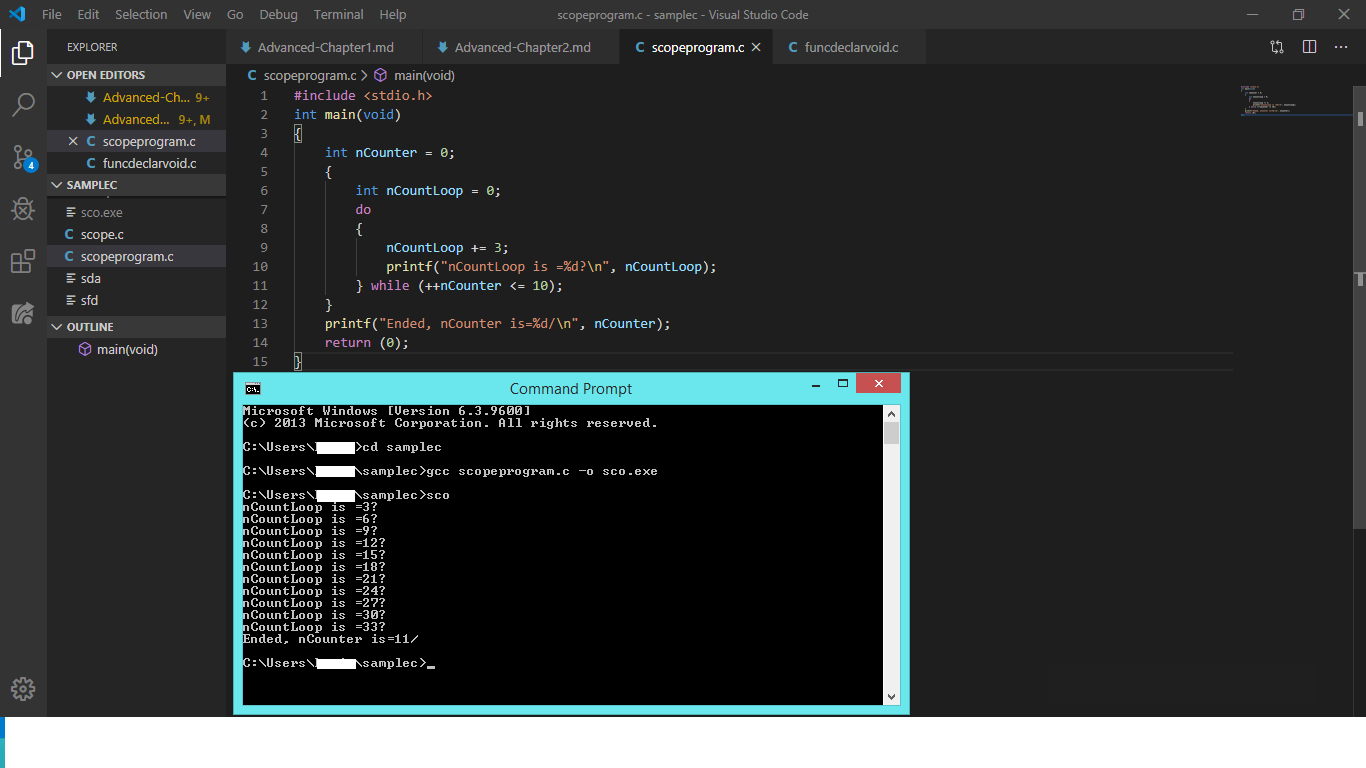 File Edit Selection View Go Debug Terminal Help
scopeprogram.c - samplec - Visual Studio Code
EXPLORER
OPEN EDITORS
Advanced-Ch... 9+
Advanced... 9+, M
scopeprogram.c
funcdeclarvoid.c
SAMPLEC
sco.exe
scope.c
scopeprogram.c
sda
sfd
OUTLINE
main(void)
4
Advanced-Chapter1.md Advanced-Chapter2.md scopeprogram.c funcdeclarvoid.c
scopeprogram.c > main(void)
1 #include <stdio.h>
2 int main(void)
3 {
4 int nCounter = 0;
5 {
6 int nCountLoop = 0;
7 do
8 {
9 nCountLoop += 3;
10 printf("nCountLoop is =%d?\n", nCountLoop);
11 } while (++nCounter <= 10);
12 }
13 printf("Ended, nCounter is=%d/\n", nCounter);
14 return (0);
15 }
Command Prompt
Microsoft Windows [Version 6.3.9600]
(c) 2013 Microsoft Corporation. All rights reserved.
C:\Users\ >cd samplec
C:\Users\ \samplec>gcc scopeprogram.c -o sco.exe
C:\Users\ \samplec>sco
nCountLoop is =3?
nCountLoop is =6?
nCountLoop is =9?
nCountLoop is =12?
nCountLoop is =15?
nCountLoop is =18?
nCountLoop is =21?
nCountLoop is =24?
nCountLoop is =27?
nCountLoop is =30?
nCountLoop is =33?
Ended, nCounter is=11/
C:\Users\ \samplec>_